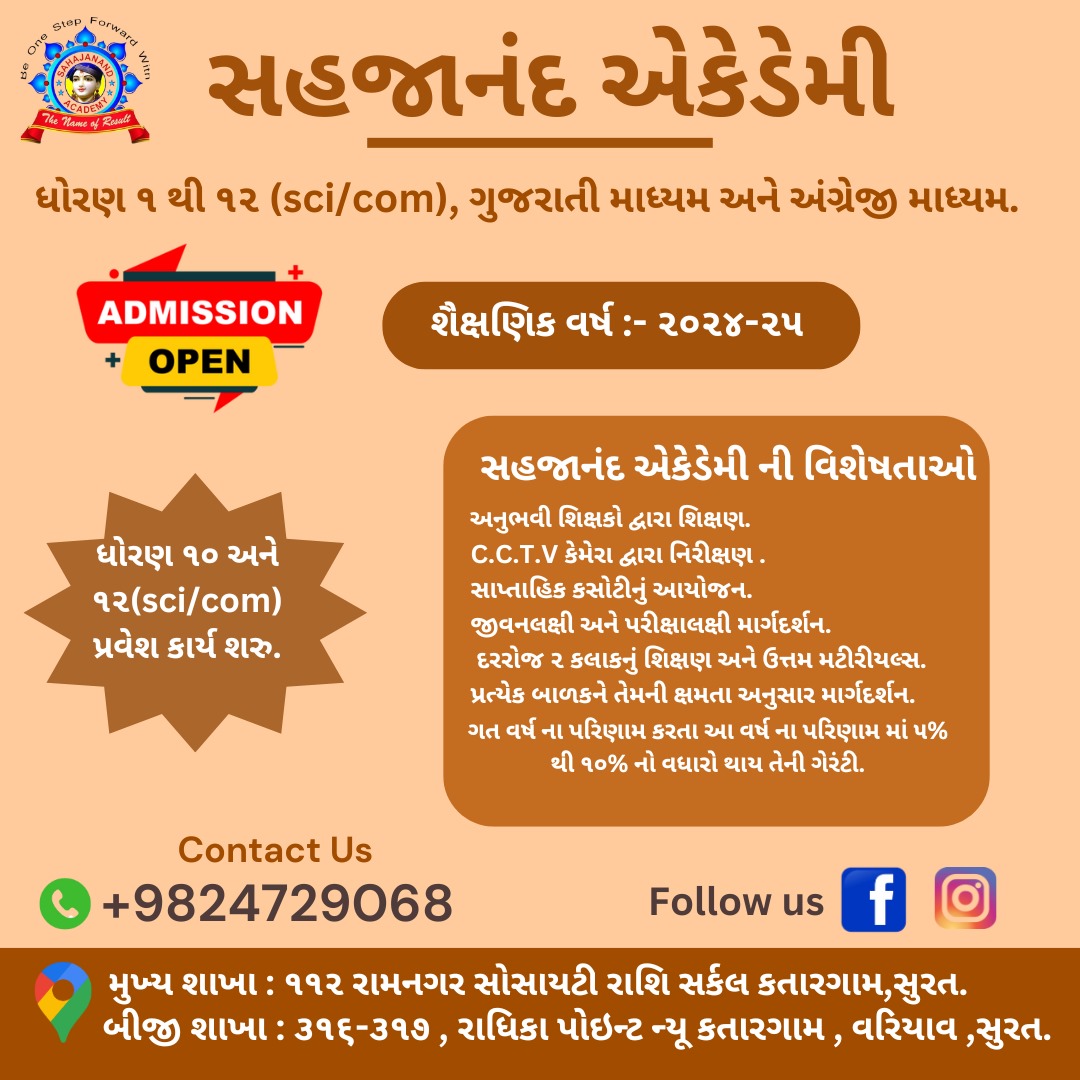 Be One Step Forward With
SAHAJANAND
ACADEMY
The Name of Result
સહજાનંદ એકેડેમી
ધોરણ ૧ થી ૧૨ (sci/com), ગુજરાતી માધ્યમ અને અંગ્રેજી માધ્યમ.
ADMISSION
OPEN
શૈક્ષણિક વર્ષ :- ૨૦૨૪-૨૫
ધોરણ ૧૦ અને
૧૨(sci/com)
પ્રવેશ કાર્ય શરુ.
સહજાનંદ એકેડેમી ની વિશેષતાઓ
અનુભવી શિક્ષકો દ્વારા શિક્ષણ.
C.C.T.V કેમેરા દ્વારા નિરીક્ષણ .
સાપ્તાહિક કસોટીનું આયોજન.
જીવનલક્ષી અને પરીક્ષાલક્ષી માર્ગદર્શન.
દરરોજ ૨ કલાકનું શિક્ષણ અને ઉત્તમ મટીરીયલ્સ.
પ્રત્યેક બાળકને તેમની ક્ષમતા અનુસાર માર્ગદર્શન.
ગત વર્ષ ના પરિણામ કરતા આ વર્ષ ના પરિણામ માં ૫%
થી ૧૦% નો વધારો થાય તેની ગેરંટી.
Contact Us
+9824729068
Follow us
મુખ્ય શાખા : ૧૧૨ રામનગર સોસાયટી રાશિ સર્કલ કતારગામ,સુરત.
બીજી શાખા : ૩૧૬-૩૧૭ , રાધિકા પોઇન્ટ ન્યૂ કતારગામ , વરિયાવ ,સુરત.